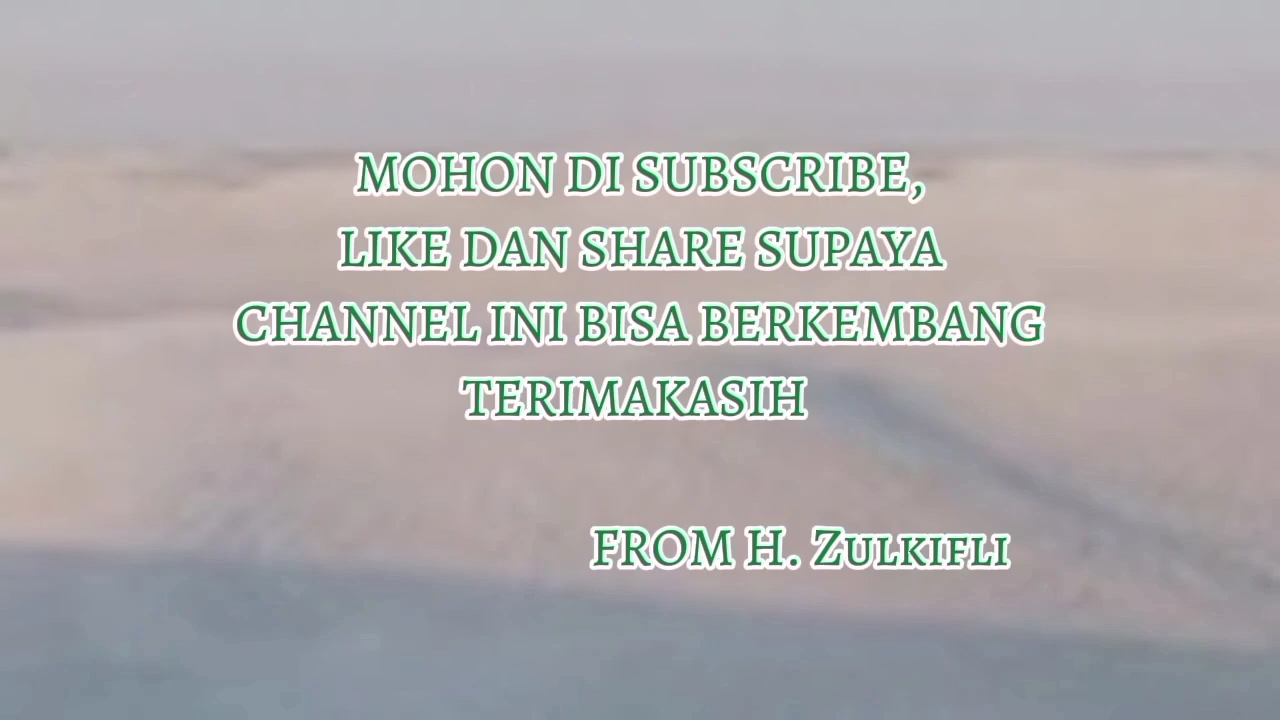 MOHON DI SUBSCRIBE,
LIKE DAN SHARE SUPAYA
CHANNEL INI BISA BERKEMBANG
TERIMAKASIH
FROM H. Zulkifli